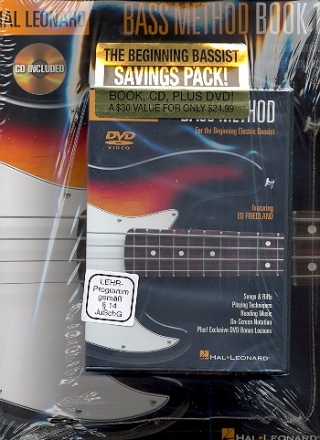 HAL LEONARD
BASS METHOD BOOK
CD INCLUDED
THE BEGINNING BASSIST
SAVINGS PACK!
BOOK, CD, PLUS DVD!
A $30 VALUE FOR ONLY $24.99
BASS METHOD
DVD
VIDEO
For the Beginning Electric Bassist
featuring
ED FRIEDLAND
LEHR-
Programm
gemäß
§ 14
JuSchG
Songs & Riffs
Playing Techniques
Reading Music
On-Screen Notation
Plus! Exclusive DVD Bonus Lessons
HAL•LEONARD
HAL•LEONARD